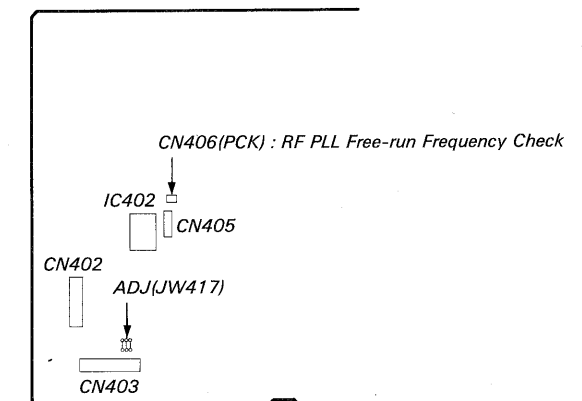 CN406(PCK) : RF PLL Free-run Frequency Check
IC402
CN405
CN402
ADJ(JW417)
CN403